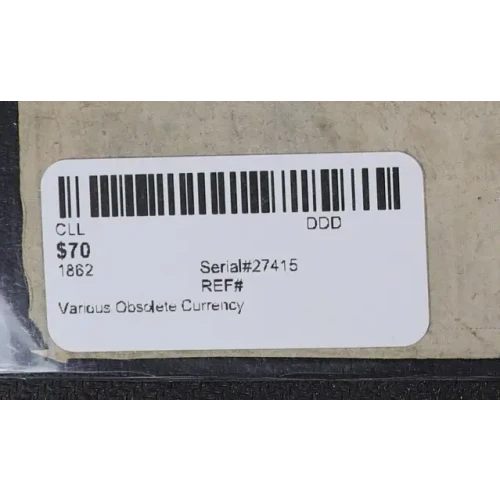 CLL DDD
$70
1862 Serial#27415
REF#
Various Obsolete Currency